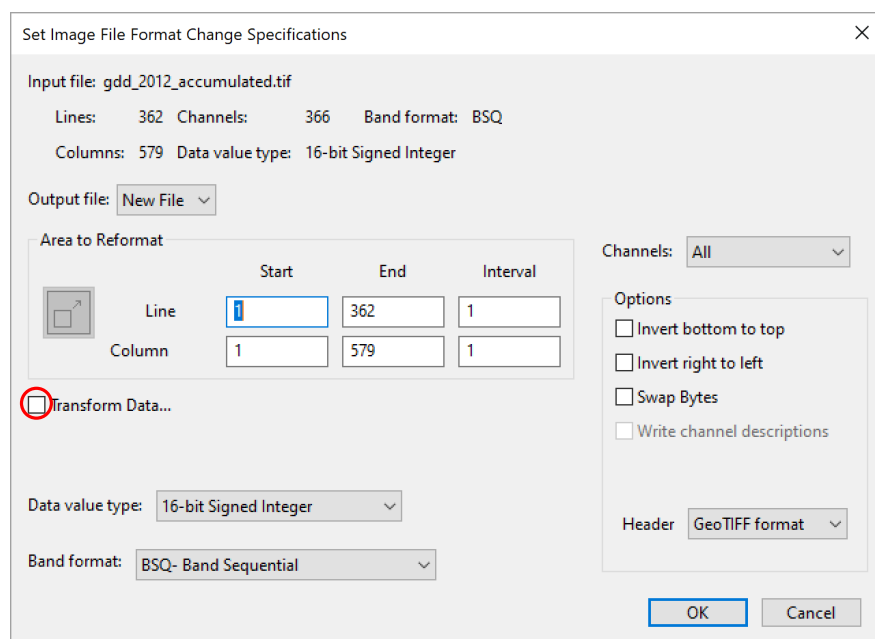 Set Image File Format Change Specifications
Input file: gdd_2012_accumulated.tif
Lines: 362 Channels: 366 Band format: BSQ
Columns: 579 Data value type: 16-bit Signed Integer
Output file: New File
Area to Reformat
Start End Interval
Line 1 362 1
Column 1 579 1
Transform Data...
Data value type: 16-bit Signed Integer
Band format: BSQ- Band Sequential
Channels: All
Options
Invert bottom to top
Invert right to left
Swap Bytes
Write channel descriptions
Header GeoTIFF format
OK Cancel